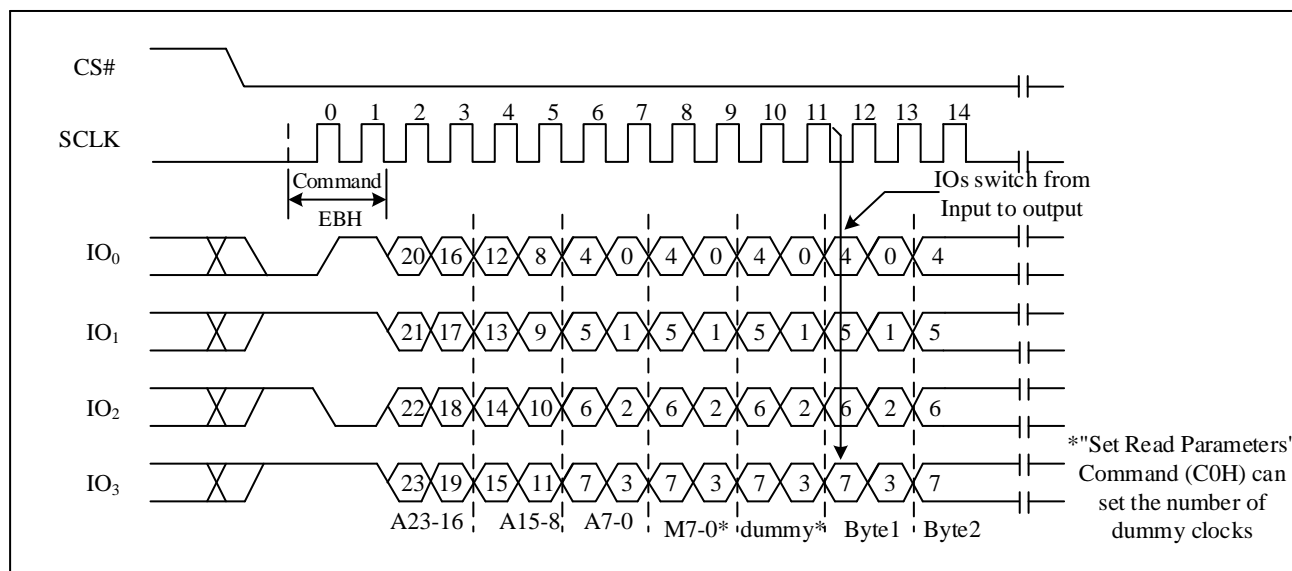 CS#
0 1 2 3 4 5 6 7 8 9 10 11 12 13 14
SCLK
Command
EBH
IOs switch from
Input to output
IO0 20 16 12 8 4 0 4 0 4 0 4 0 4
IO1 21 17 13 9 5 1 5 1 5 1 5 1 5
IO2 22 18 14 10 6 2 6 2 6 2 6 2 6
IO3 23 19 15 11 7 3 7 3 7 3 7 3 7
A23-16 A15-8 A7-0 M7-0* dummy* Byte1 Byte2
*"Set Read Parameters"
Command (C0H) can
set the number of
dummy clocks